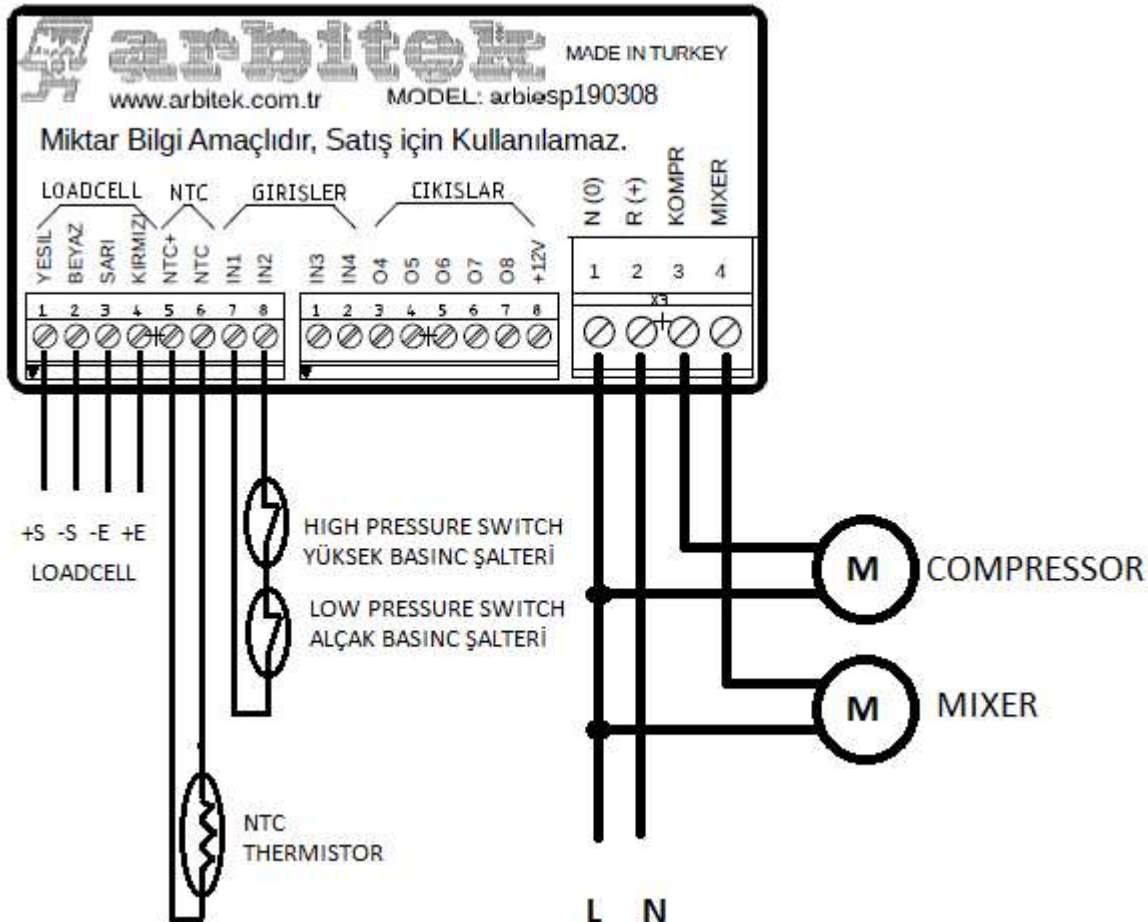 arbitek
MADE IN TURKEY
www.arbitek.com.tr
MODEL: arbiesp190308
Miktar Bilgi Amaçlıdır, Satış için Kullanılamaz.
LOADCELL NTC GIRISLER CIKISLAR
YESIL BEYAZ SARI KIRMIZI NTC+ NTC IN1 IN2
IN3 IN4 O4 O5 O6 O7 O8 +12V
N (0) R (+) KOMPR MIXER
1 2 3 4 5 6 7 8
1 2 3 4 5 6 7 8
1 2 3 4
X3
+S -S -E +E
LOADCELL
HIGH PRESSURE SWITCH
YÜKSEK BASINC ŞALTERİ
LOW PRESSURE SWITCH
ALÇAK BASINC ŞALTERİ
M COMPRESSOR
M MIXER
NTC
THERMISTOR
L N